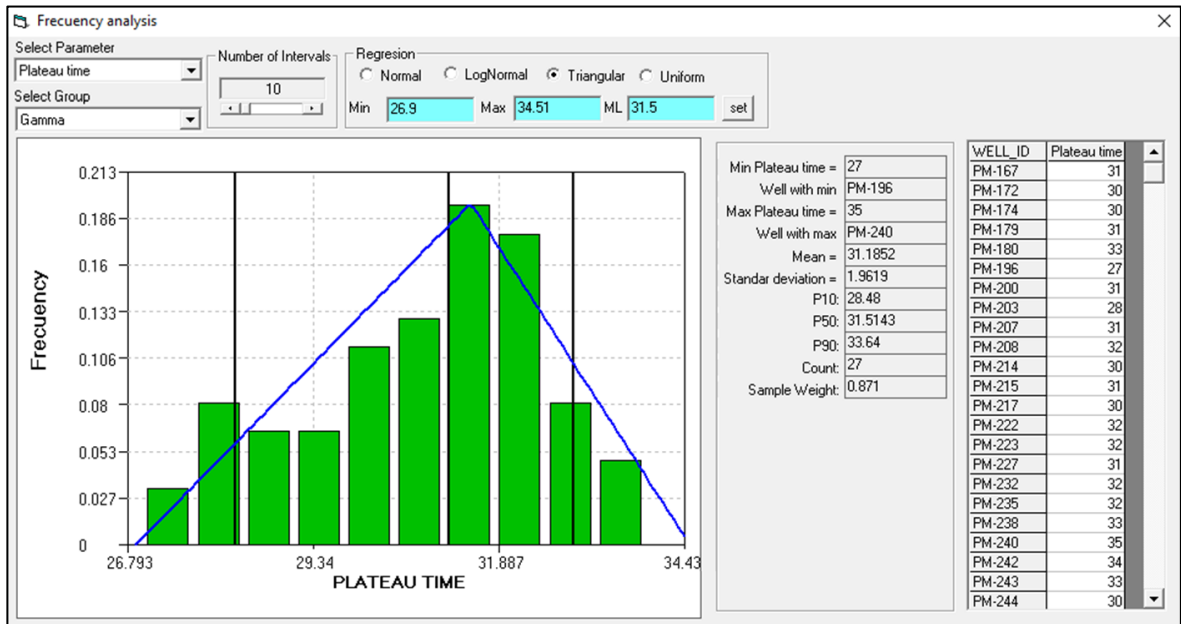 Frecuency analysis
Select Parameter
Plateau time
Select Group
Gamma
Number of Intervals
10
Regresion
Normal LogNormal Triangular Uniform
Min 26.9 Max 34.51 ML 31.5 set
Frecuency
0.213
0.186
0.16
0.133
0.106
0.08
0.053
0.027
0
26.793 29.34 31.887 34.43
PLATEAU TIME
Min Plateau time = 27
Well with min PM-196
Max Plateau time = 35
Well with max PM-240
Mean = 31.1852
Standar deviation = 1.9619
P10: 28.48
P50: 31.5143
P90: 33.64
Count: 27
Sample Weight: 0.871
WELL_ID Plateau time
PM-167 31
PM-172 30
PM-174 30
PM-179 31
PM-180 33
PM-196 27
PM-200 31
PM-203 28
PM-207 31
PM-208 32
PM-214 30
PM-215 31
PM-217 30
PM-222 32
PM-223 32
PM-227 31
PM-232 32
PM-235 32
PM-238 33
PM-240 35
PM-242 34
PM-243 33
PM-244 30